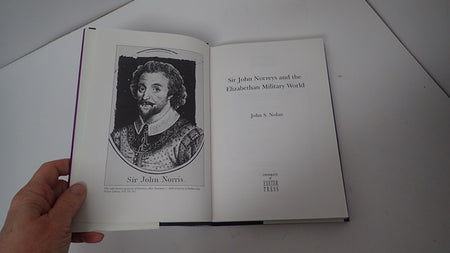 Sir John Norris.
Sir John Norreys and the
Elizabethan Military World
John S. Nolan
UNIVERSITY
of
EXETER
PRESS